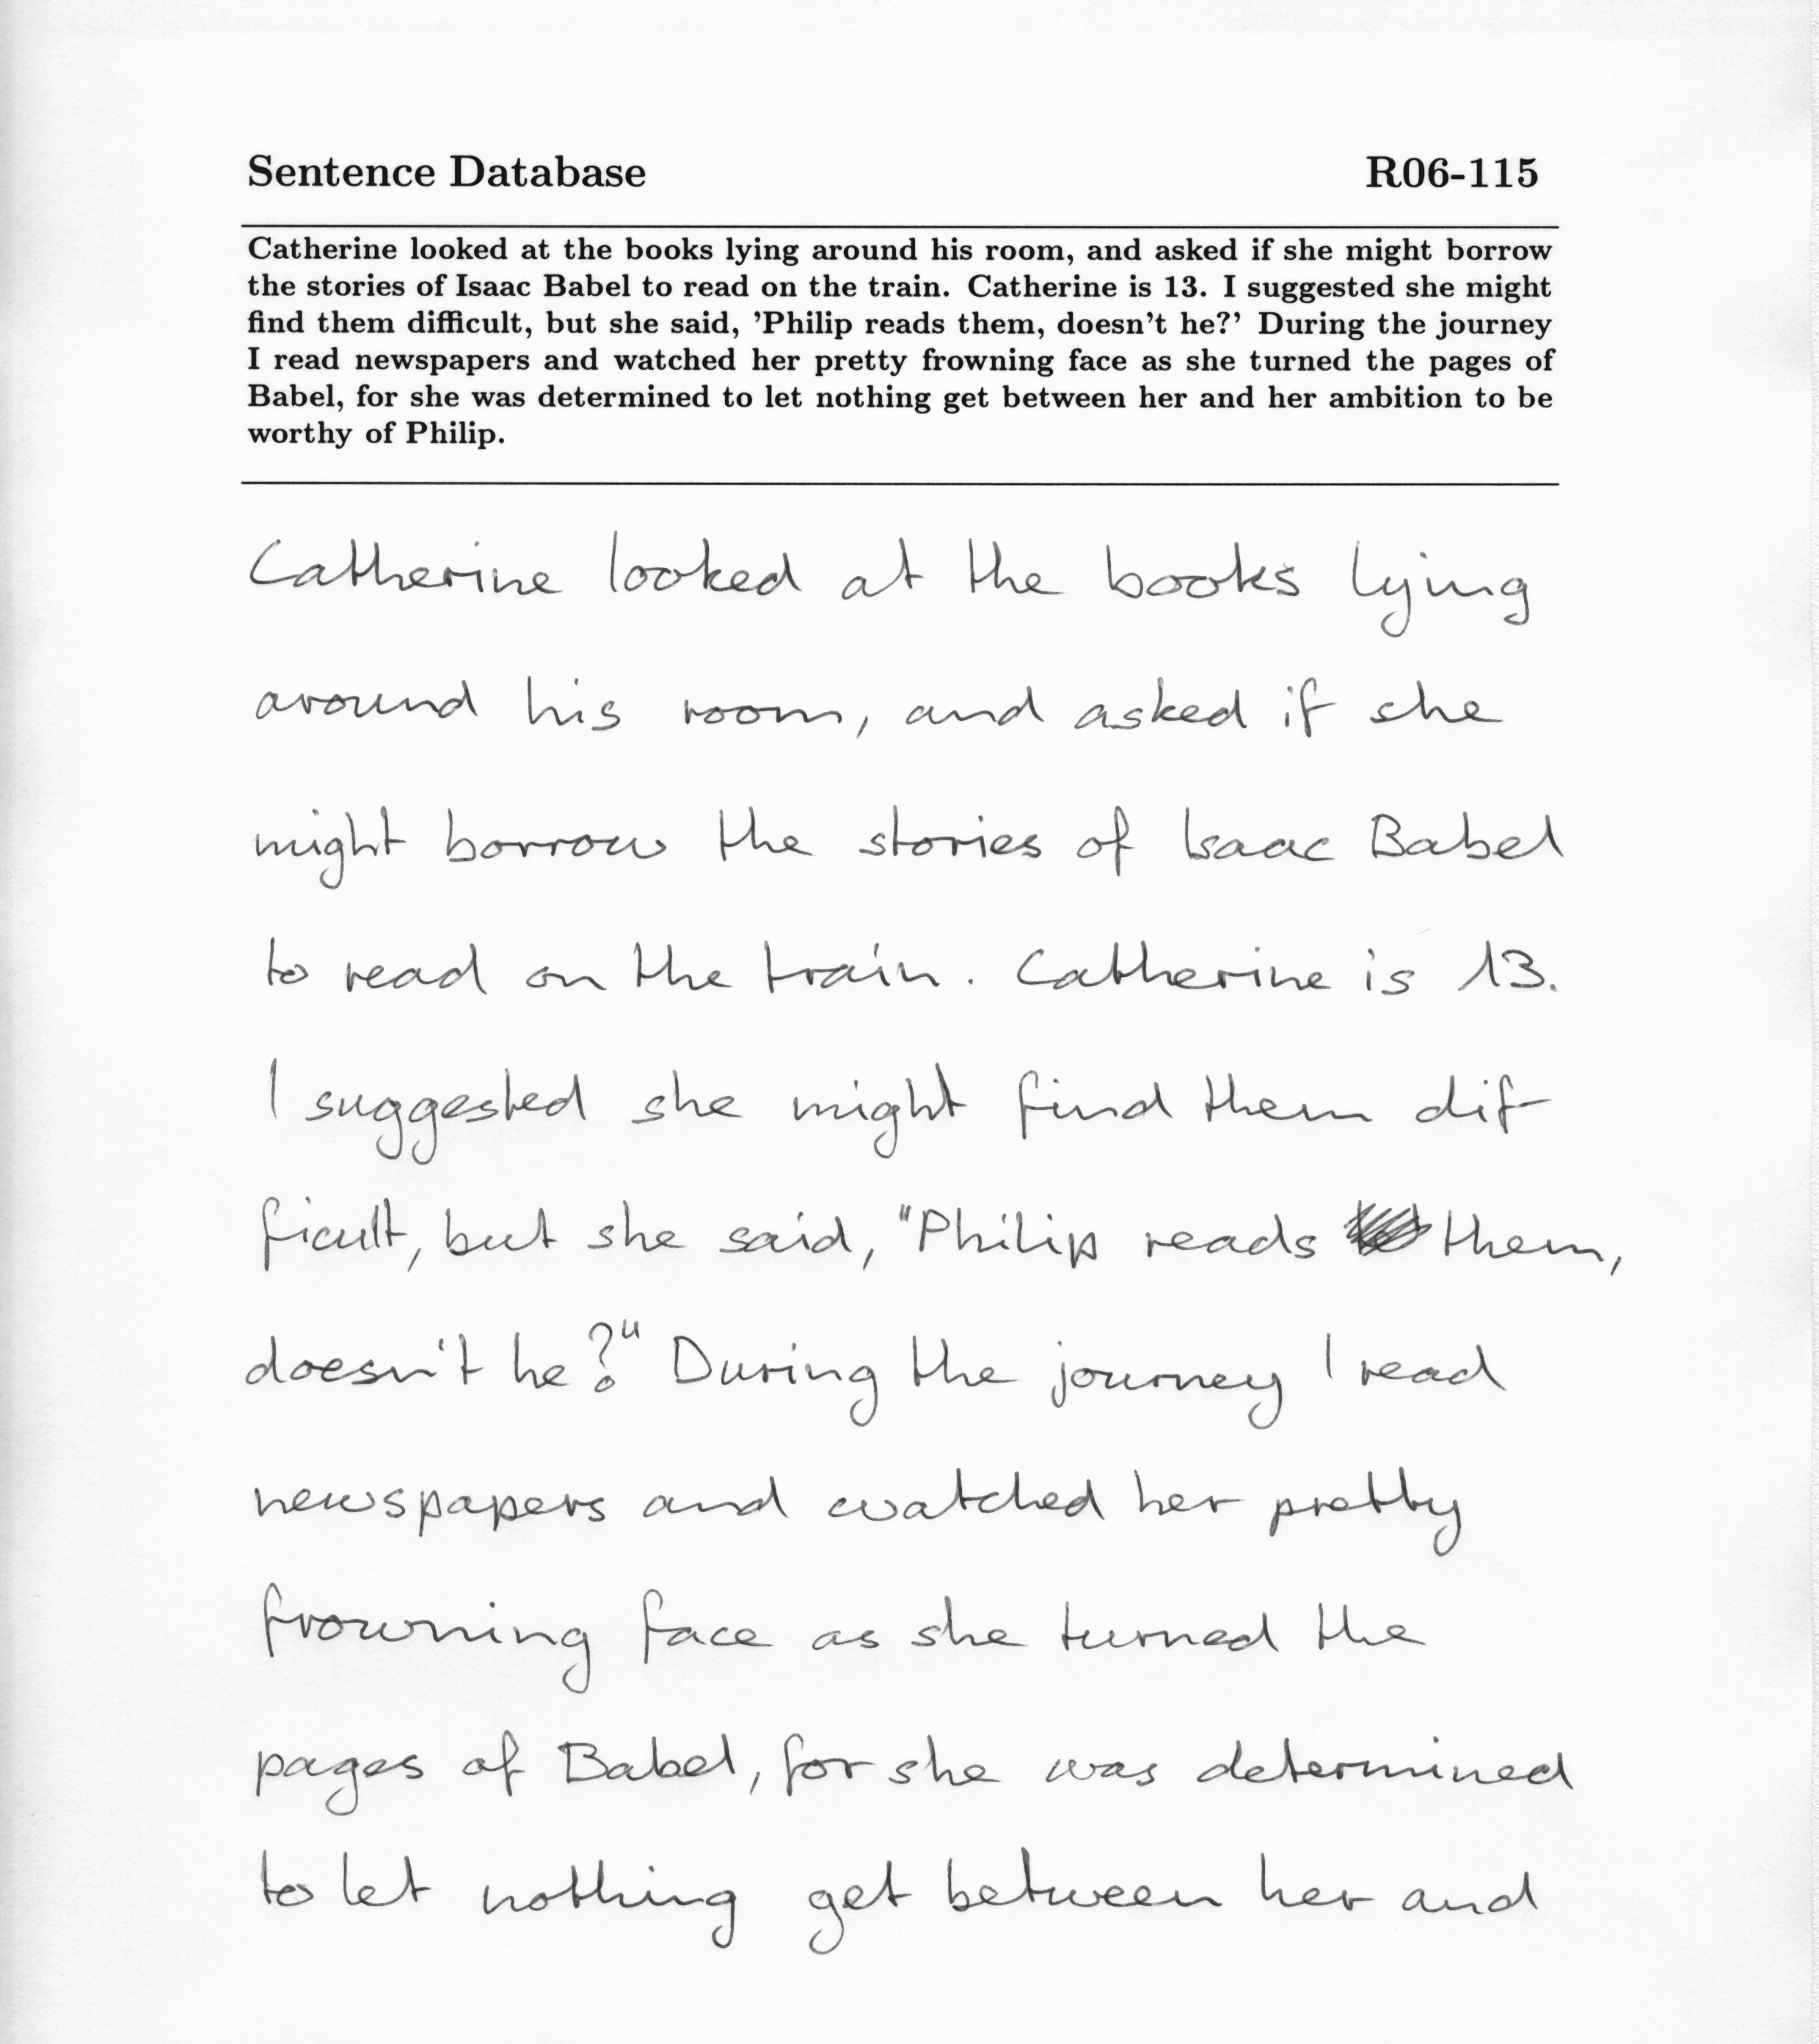 Sentence Database R06-115
Catherine looked at the books lying around his room, and asked if she might borrow
the stories of Isaac Babel to read on the train. Catherine is 13. I suggested she might
find them difficult, but she said, 'Philip reads them, doesn't he?' During the journey
I read newspapers and watched her pretty frowning face as she turned the pages of
Babel, for she was determined to let nothing get between her and her ambition to be
worthy of Philip.
Catherine looked at the books lying
around his room, and asked if she
might borrow the stories of Isaac Babel
to read on the train. Catherine is 13.
I suggested she might find them dif
ficult, but she said, "Philip reads them,
doesn't he?" During the journey I read
newspapers and watched her pretty
frowning face as she turned the
pages of Babel, for she was determined
to let nothing get between her and